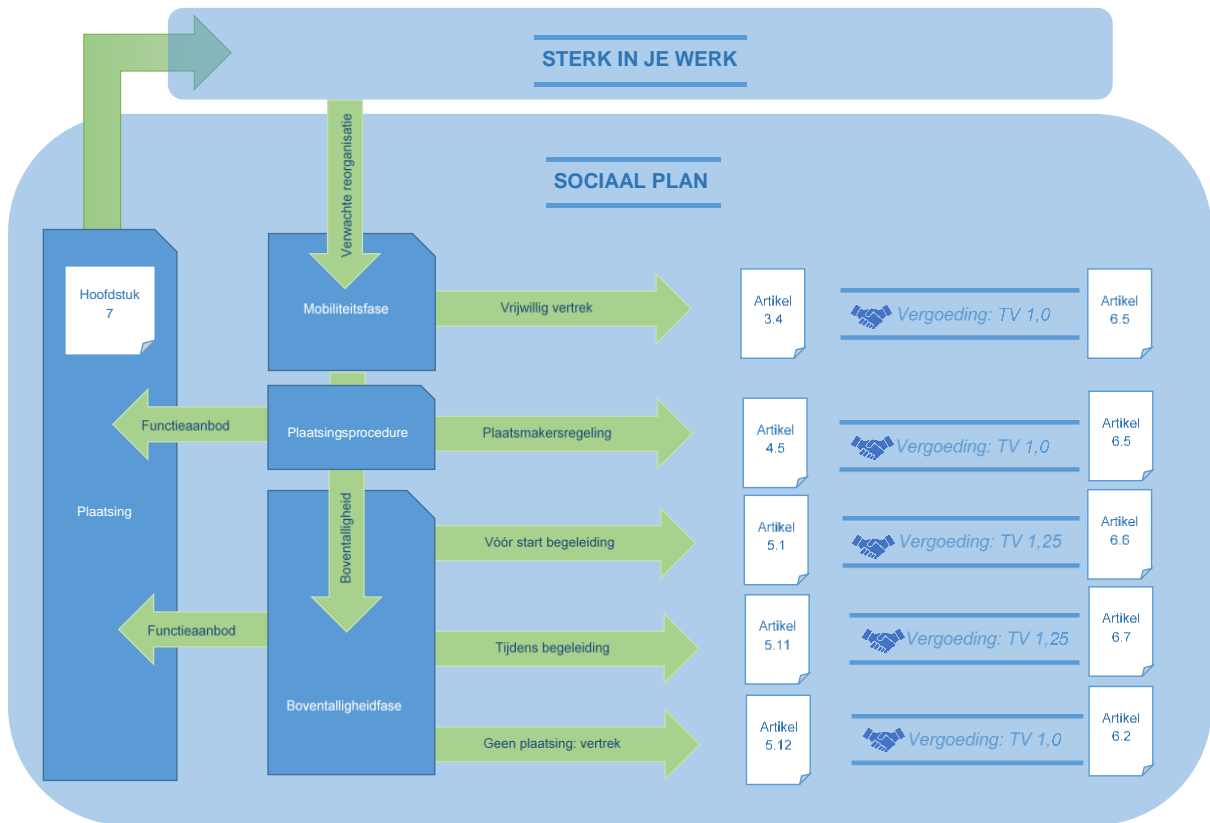 STERK IN JE WERK
Verwachte reorganisatie
SOCIAAL PLAN
Hoofdstuk
7
Mobiliteitsfase
Vrijwillig vertrek
Artikel
3.4
Vergoeding: TV 1,0
Artikel
6.5
Functieaanbod
Plaatsingsprocedure
Plaatsmakersregeling
Artikel
4.5
Vergoeding: TV 1,0
Artikel
6.5
Plaatsing
Boventalligheid
Vóór start begeleiding
Artikel
5.1
Vergoeding: TV 1,25
Artikel
6.6
Functieaanbod
Tijdens begeleiding
Artikel
5.11
Vergoeding: TV 1,25
Artikel
6.7
Boventalligheidfase
Geen plaatsing: vertrek
Artikel
5.12
Vergoeding: TV 1,0
Artikel
6.2